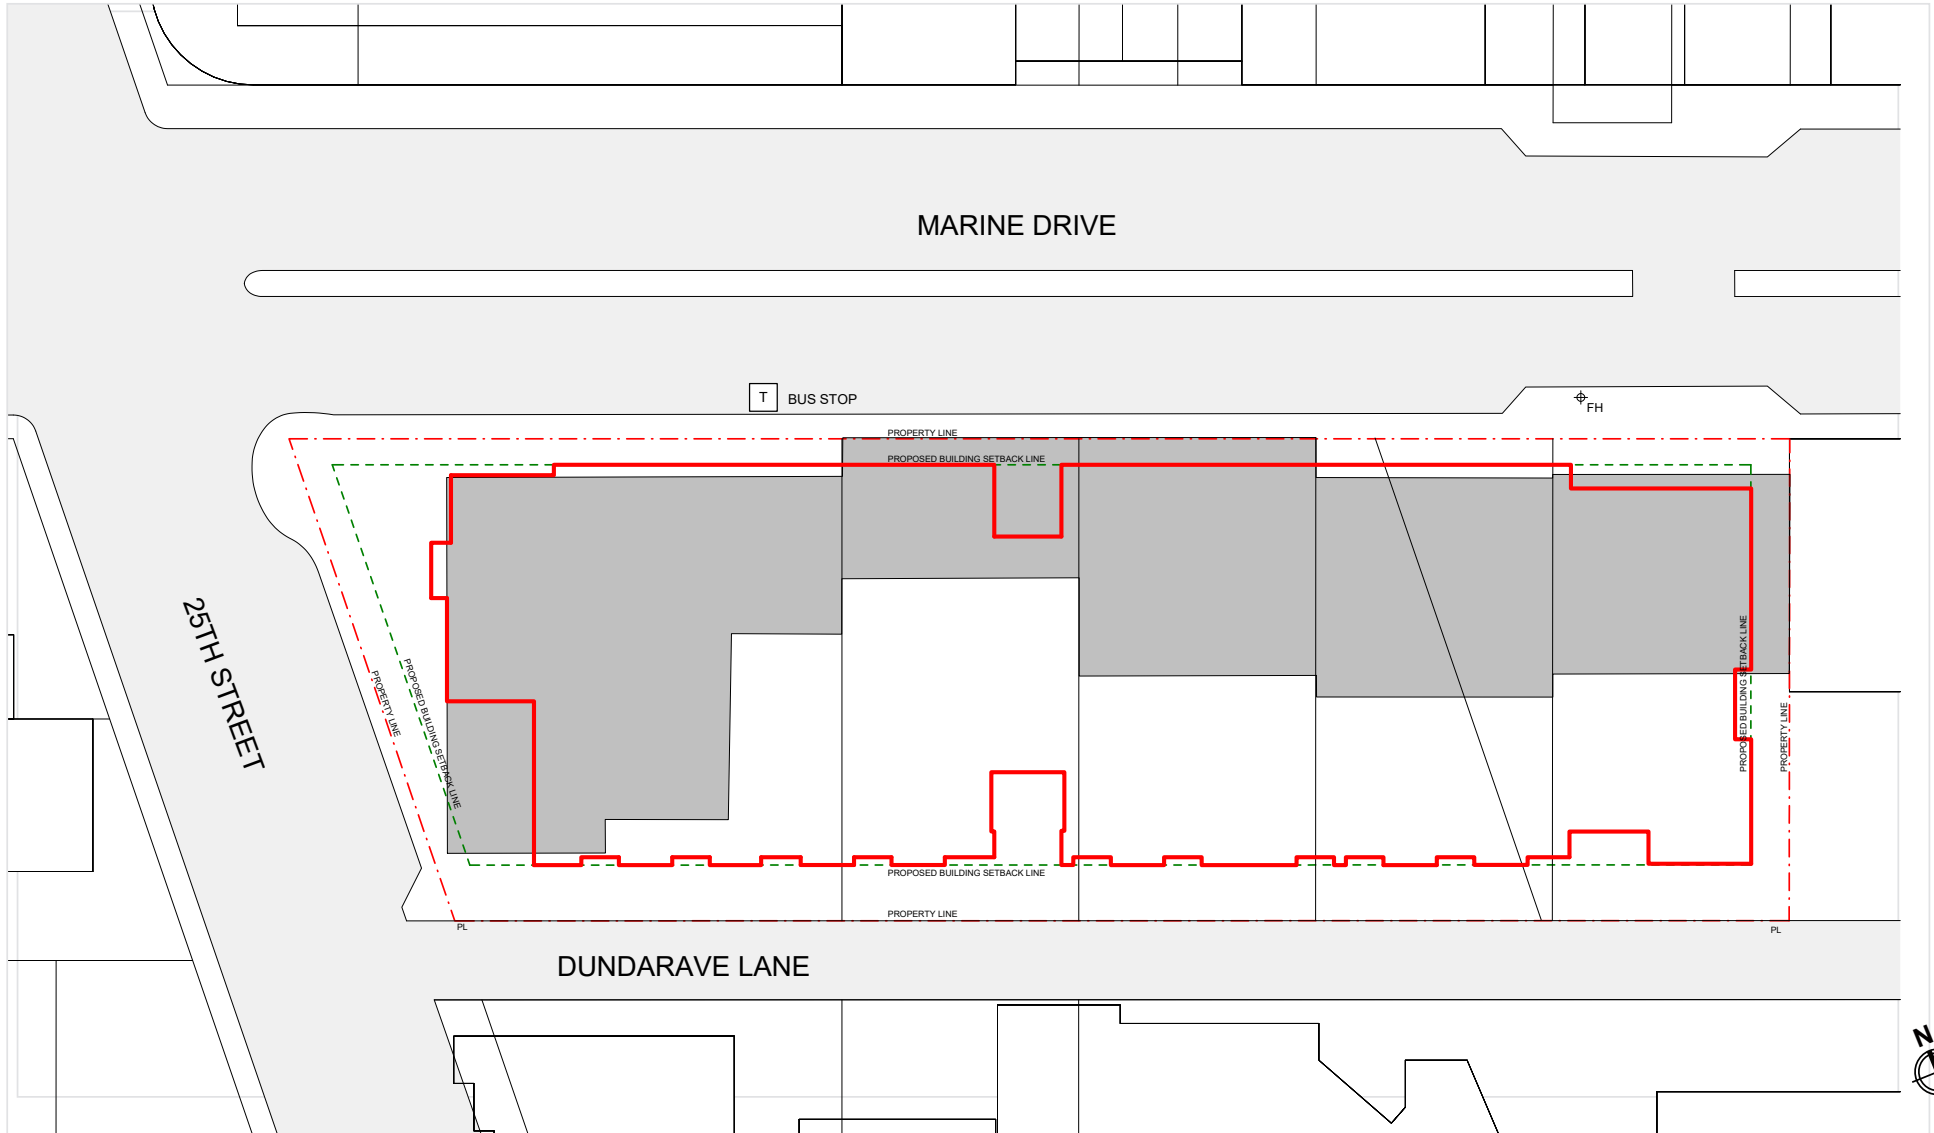 MARINE DRIVE
T
BUS STOP
FH
PROPERTY LINE
PROPOSED BUILDING SETBACK LINE
25TH STREET
PROPERTY LINE
PROPOSED BUILDING SETBACK LINE
PROPOSED BUILDING SETBACK LINE
PROPERTY LINE
PROPOSED BUILDING SETBACK LINE
PROPERTY LINE
PL
PL
DUNDARAVE LANE
N